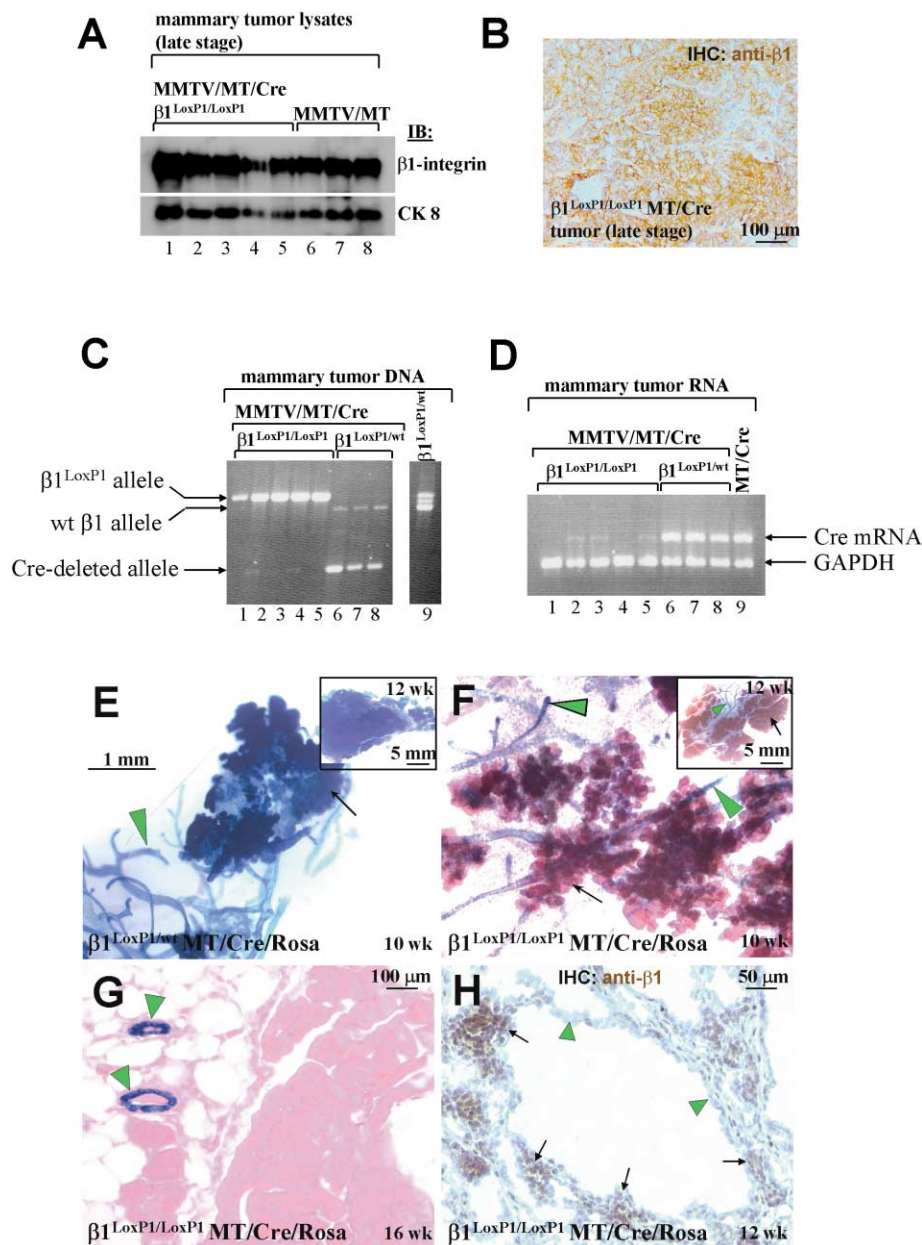 A
mammary tumor lysates
(late stage)
MMTV/MT/Cre
β1LoxP1/LoxP1
MMTV/MT
IB:
β1-integrin
CK 8
1 2 3 4 5 6 7 8
B
IHC: anti-β1
β1LoxP1/LoxP1 MT/Cre
tumor (late stage)
100 μm
C
mammary tumor DNA
MMTV/MT/Cre
β1LoxP1/LoxP1
β1LoxP1/wt
β1LoxP1/wt
β1LoxP1 allele
wt β1 allele
Cre-deleted allele
1 2 3 4 5 6 7 8 9
D
mammary tumor RNA
MMTV/MT/Cre
β1LoxP1/LoxP1
β1LoxP1/wt
MT/Cre
Cre mRNA
GAPDH
1 2 3 4 5 6 7 8 9
E
12 wk
5 mm
1 mm
β1LoxP1/wt MT/Cre/Rosa
10 wk
F
12 wk
5 mm
β1LoxP1/LoxP1 MT/Cre/Rosa
10 wk
G
100 μm
β1LoxP1/LoxP1 MT/Cre/Rosa
16 wk
H
IHC: anti-β1
50 μm
β1LoxP1/LoxP1 MT/Cre/Rosa
12 wk